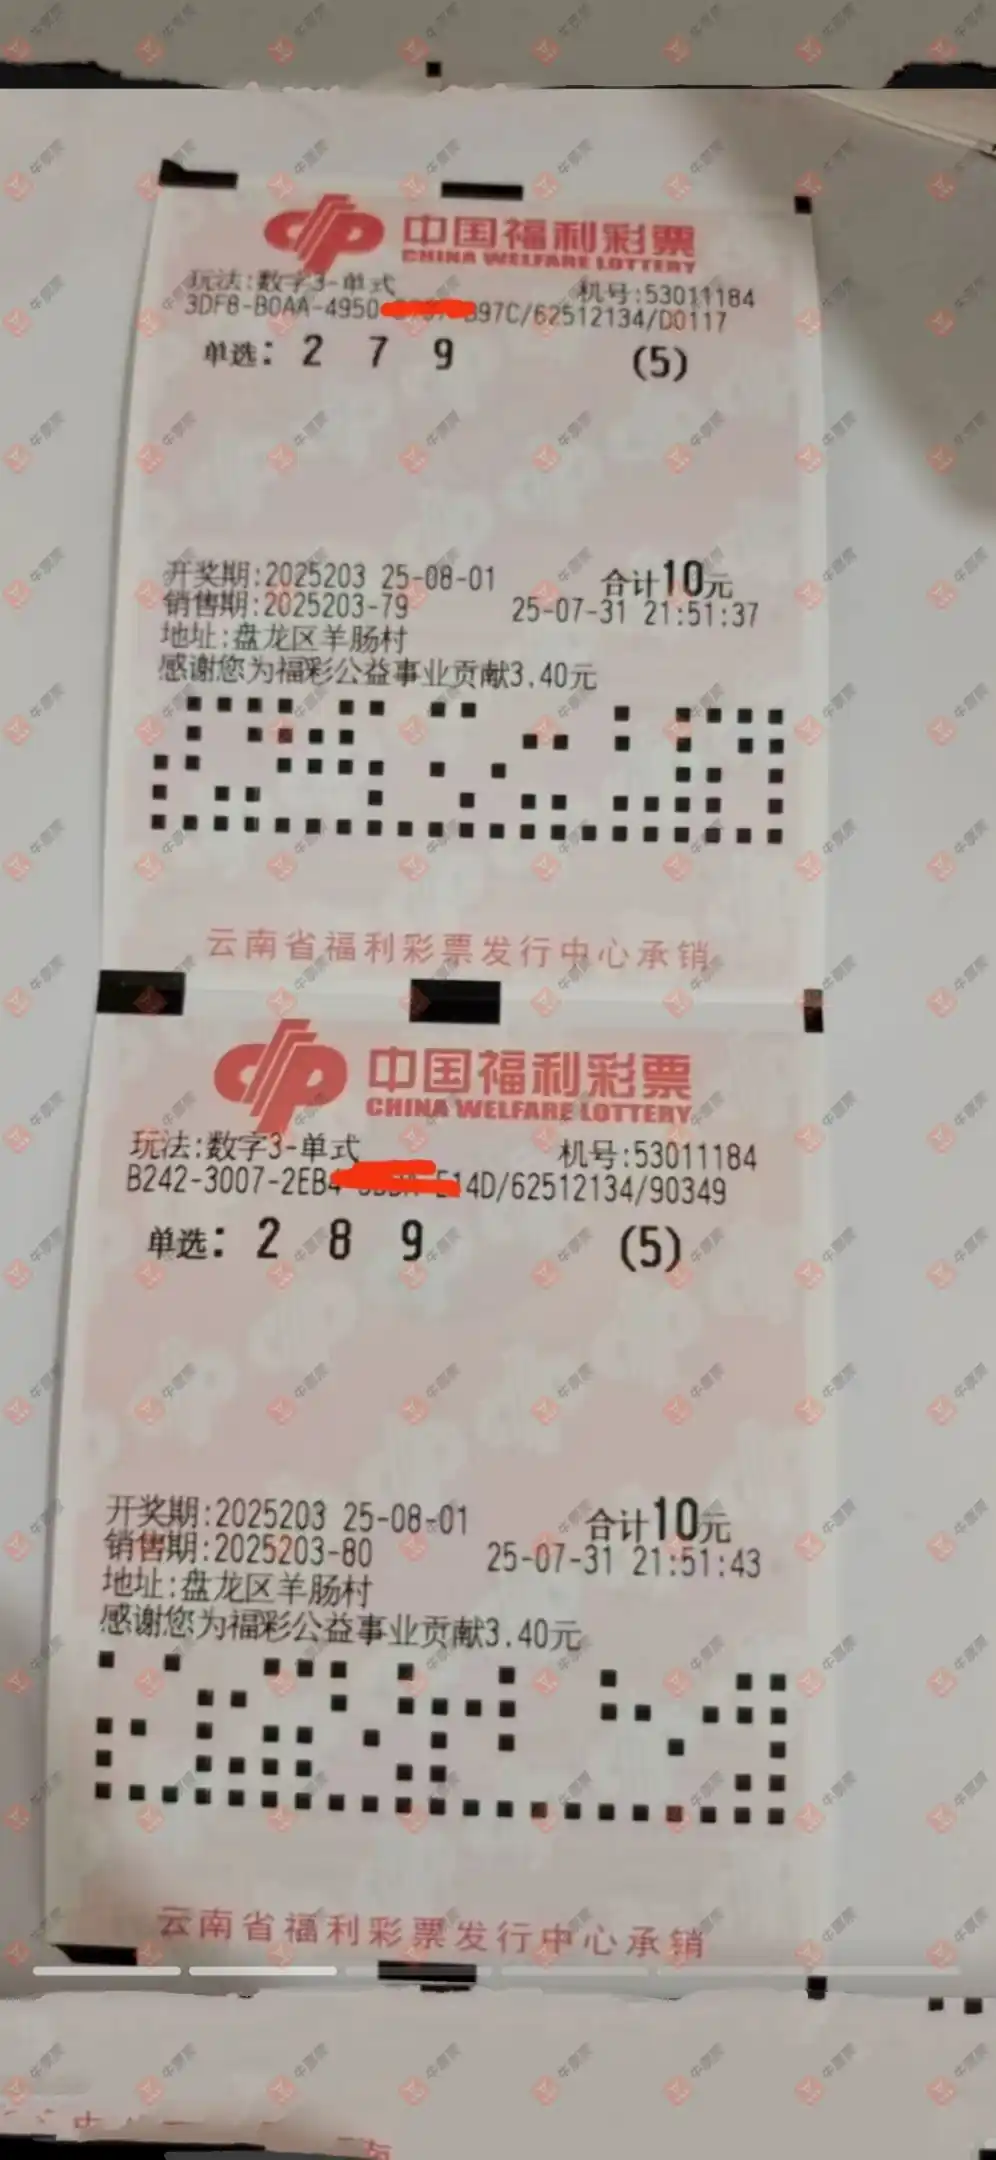 中国福利彩票
CHINA WELFARE LOTTERY
玩法:数字3-单式 机号:53011184
3DF8-B0AA-4950- 97C/62512134/D0117
单选: 2 7 9 (5)
开奖期:2025203 25-08-01 合计10元
销售期:2025203-79 25-07-31 21:51:37
地址:盘龙区羊肠村
感谢您为福彩公益事业贡献3.40元
云南省福利彩票发行中心承销
中国福利彩票
CHINA WELFARE LOTTERY
玩法:数字3-单式 机号:53011184
B242-3007-2EB4- 14D/62512134/90349
单选: 2 8 9 (5)
开奖期:2025203 25-08-01 合计10元
销售期:2025203-80 25-07-31 21:51:43
地址:盘龙区羊肠村
感谢您为福彩公益事业贡献3.40元
云南省福利彩票发行中心承销